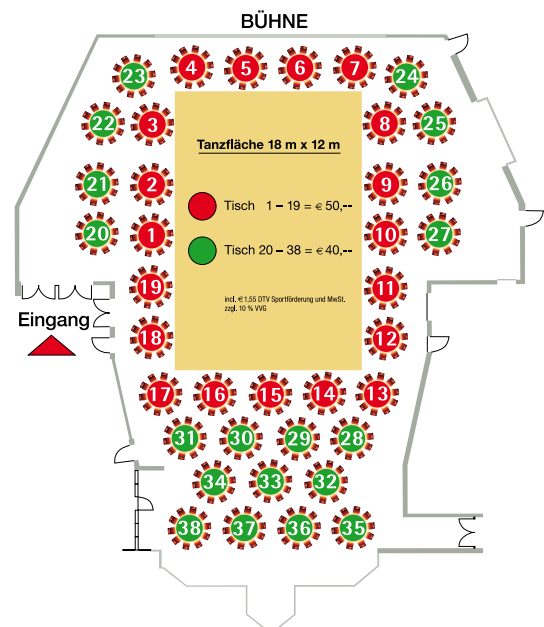 BÜHNE
4 5 6 7
23 24
22 3 8 25
Tanzfläche 18 m x 12 m
21 2 9 26
Tisch 1 – 19 = € 50,--
20 1 10 27
Tisch 20 – 38 = € 40,--
19 11
incl. € 1,55 DTV Sportförderung und MwSt.
zzgl. 10 % VVG
Eingang
18 12
17 16 15 14 13
31 30 29 28
34 33 32
38 37 36 35